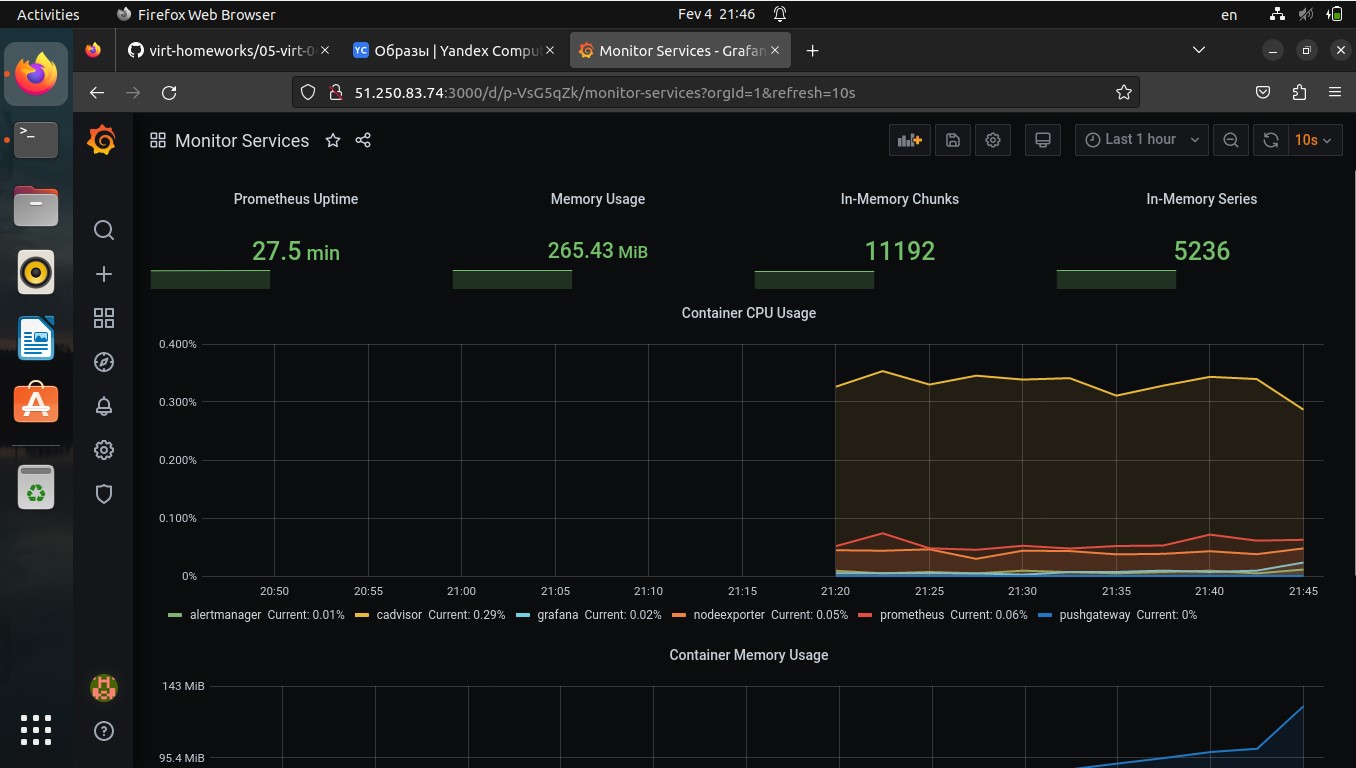 Activities Firefox Web Browser Fev 4 21:46 en
virt-homeworks/05-virt-0 Образы | Yandex Compu Monitor Services - Grafan
51.250.83.74:3000/d/p-VsG5qZk/monitor-services?orgId=1&refresh=10s
Monitor Services Last 1 hour 10s
Prometheus Uptime Memory Usage In-Memory Chunks In-Memory Series
27.5 min 265.43 MiB 11192 5236
Container CPU Usage
0.400%
0.300%
0.200%
0.100%
0%
20:50 20:55 21:00 21:05 21:10 21:15 21:20 21:25 21:30 21:35 21:40 21:45
alertmanager Current: 0.01% cadvisor Current: 0.29% grafana Current: 0.02% nodeexporter Current: 0.05% prometheus Current: 0.06% pushgateway Current: 0%
Container Memory Usage
143 MiB
95.4 MiB